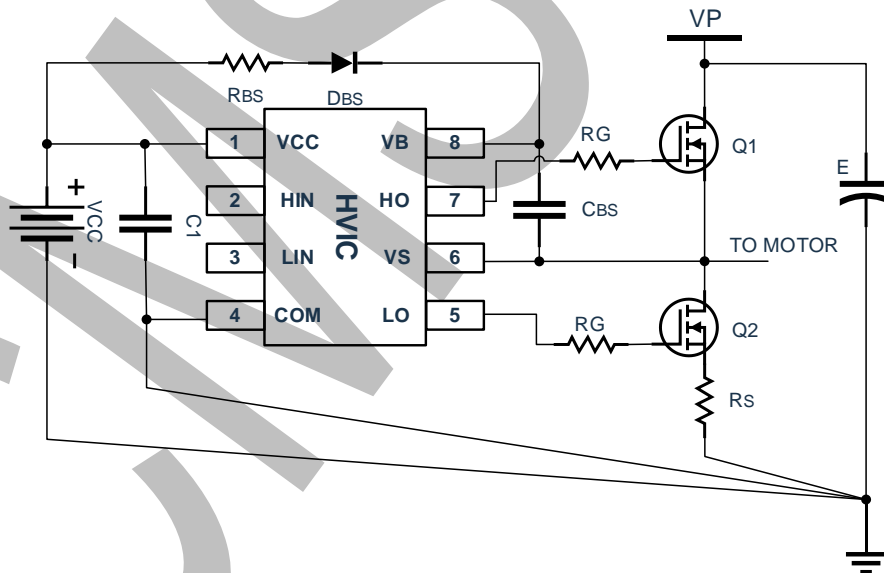 VP
RBS
DBS
1 VCC VB 8
RG
Q1
E
+
VCC
-
C1
2 HIN HO 7
HVIC
CBS
3 LIN VS 6
TO MOTOR
4 COM LO 5
RG
Q2
RS